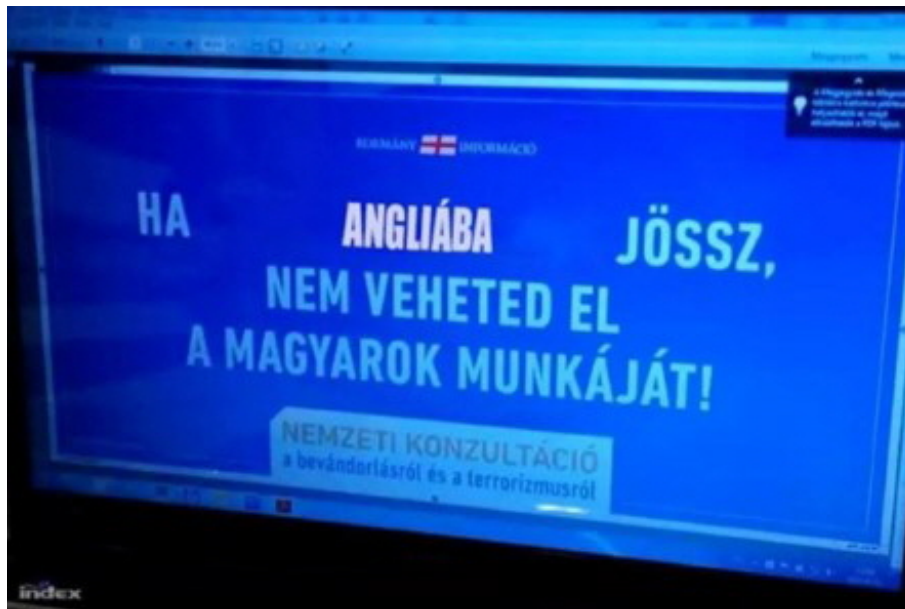 KORMÁNY INFORMÁCIÓ
HA ANGLIÁBA JÖSSZ,
NEM VEHETED EL
A MAGYAROK MUNKÁJÁT!
NEMZETI KONZULTÁCIÓ
a bevándorlásról és a terrorizmusról
index